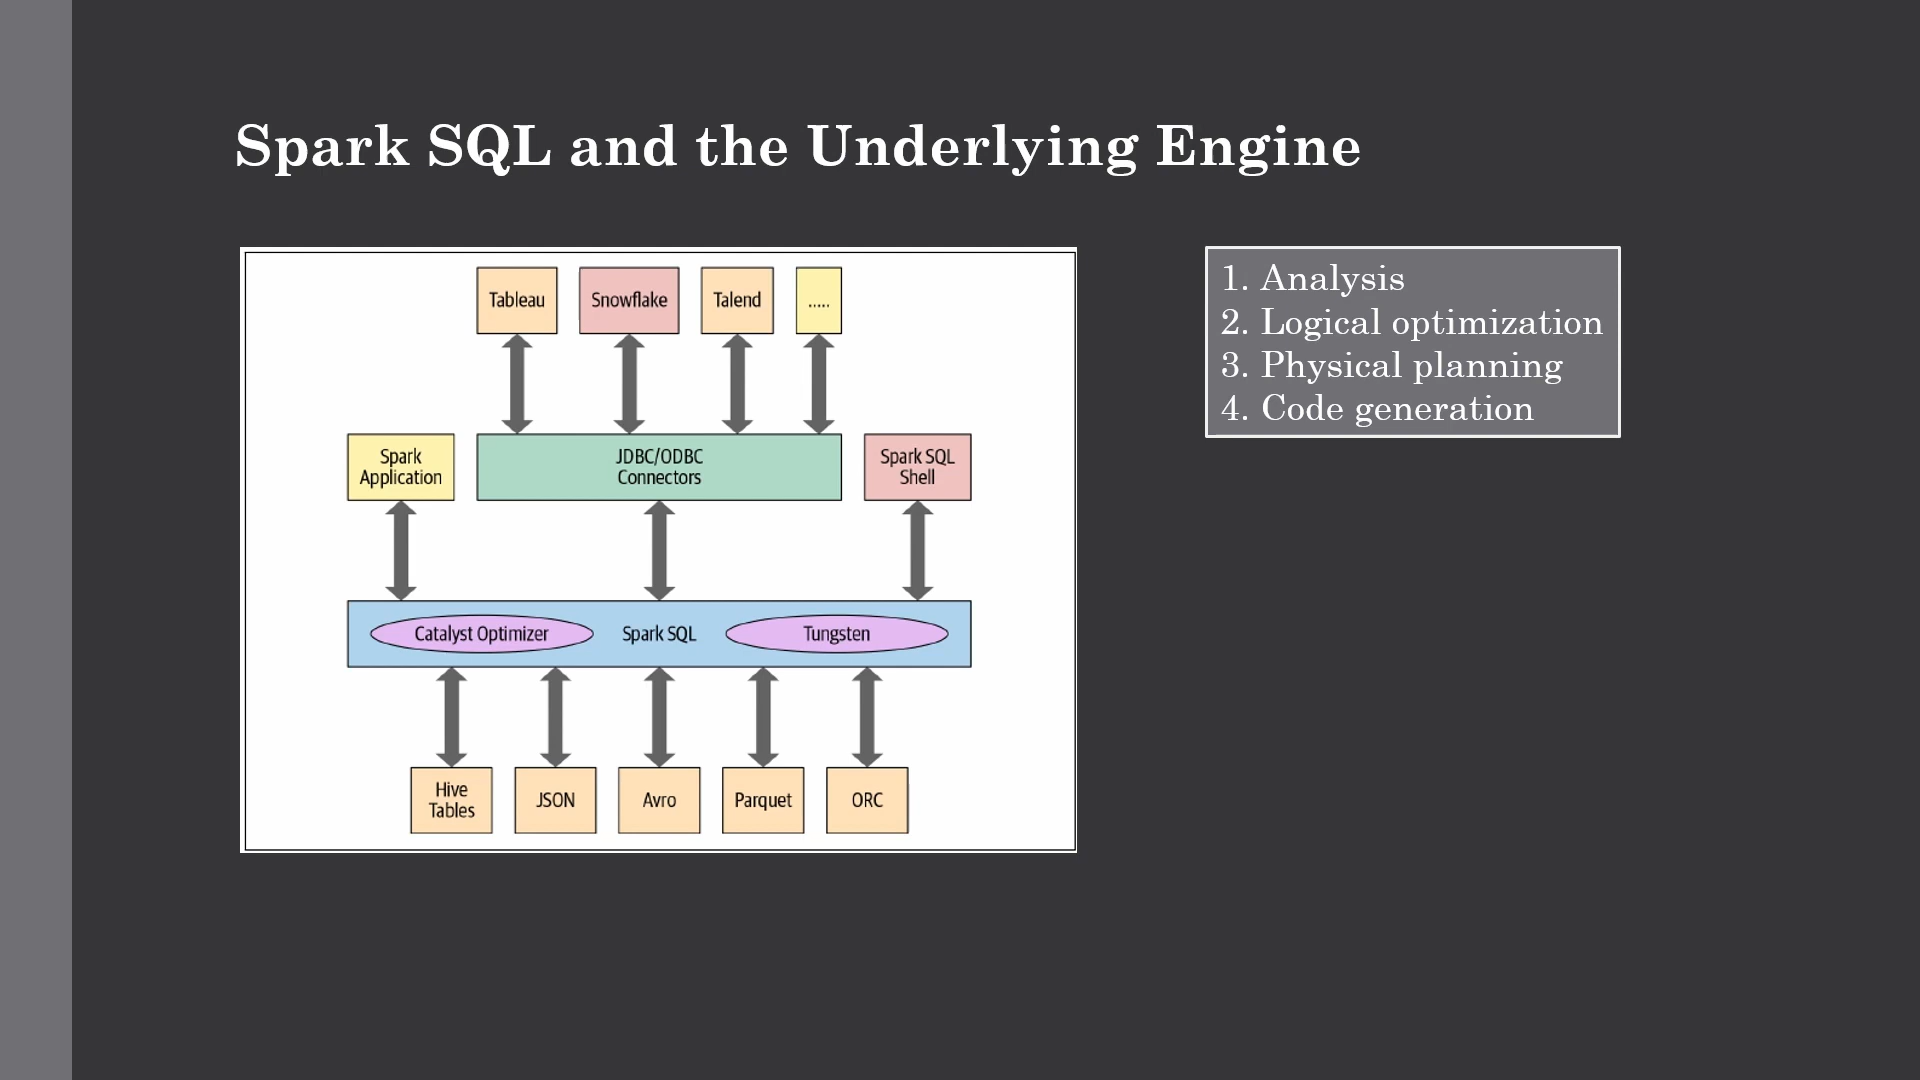 Spark SQL and the Underlying Engine
Tableau
Snowflake
Talend
.....
Spark
Application
JDBC/ODBC
Connectors
Spark SQL
Shell
Catalyst Optimizer
Spark SQL
Tungsten
Hive
Tables
JSON
Avro
Parquet
ORC
1. Analysis
2. Logical optimization
3. Physical planning
4. Code generation